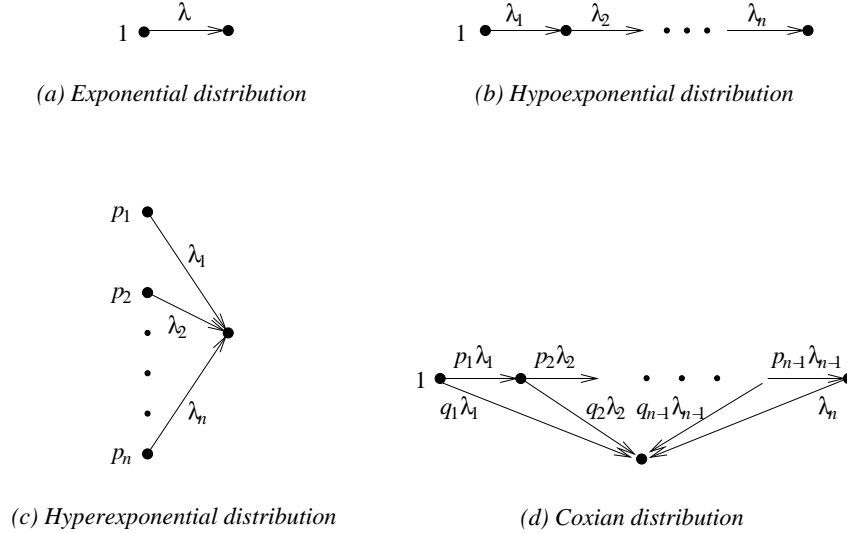 λ
1
(a) Exponential distribution
1 λ1 λ2 λn
(b) Hypoexponential distribution
p1
λ1
p2
λ2
λn
pn
(c) Hyperexponential distribution
p1λ1 p2λ2 pn−1λn−1
1
q1λ1 q2λ2 qn−1λn−1 λn
(d) Coxian distribution